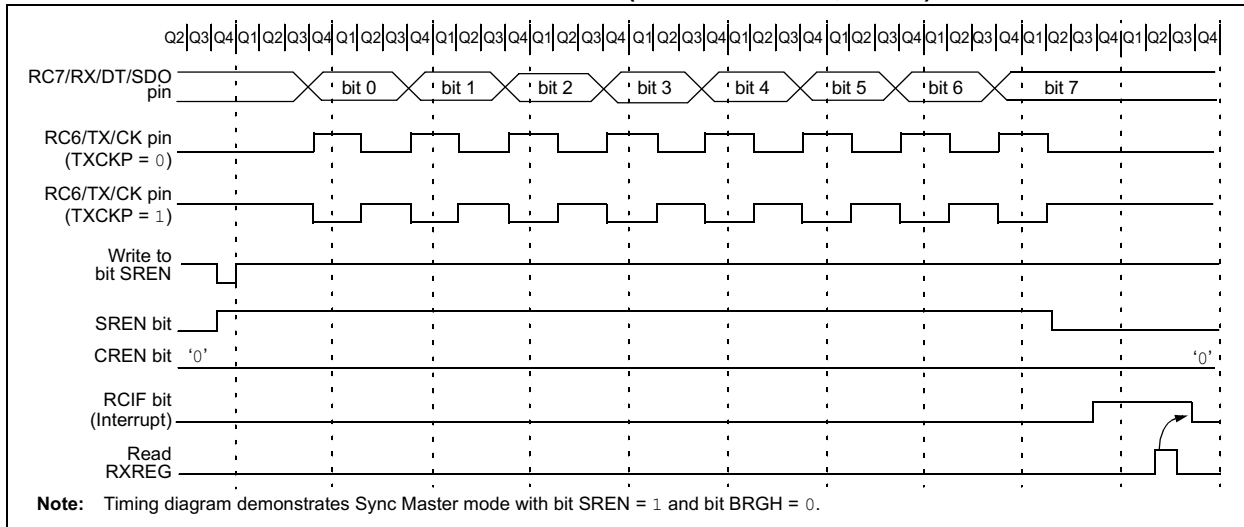 Q2 Q3 Q4 Q1 Q2 Q3 Q4 Q1 Q2 Q3 Q4 Q1 Q2 Q3 Q4 Q1 Q2 Q3 Q4 Q1 Q2 Q3 Q4 Q1 Q2 Q3 Q4 Q1 Q2 Q3 Q4 Q1 Q2 Q3 Q4 Q1 Q2 Q3 Q4 Q1 Q2 Q3 Q4
RC7/RX/DT/SDO
pin
bit 0 bit 1 bit 2 bit 3 bit 4 bit 5 bit 6 bit 7
RC6/TX/CK pin
(TXCKP = 0)
RC6/TX/CK pin
(TXCKP = 1)
Write to
bit SREN
SREN bit
CREN bit '0' '0'
RCIF bit
(Interrupt)
Read
RXREG
Note: Timing diagram demonstrates Sync Master mode with bit SREN = 1 and bit BRGH = 0.